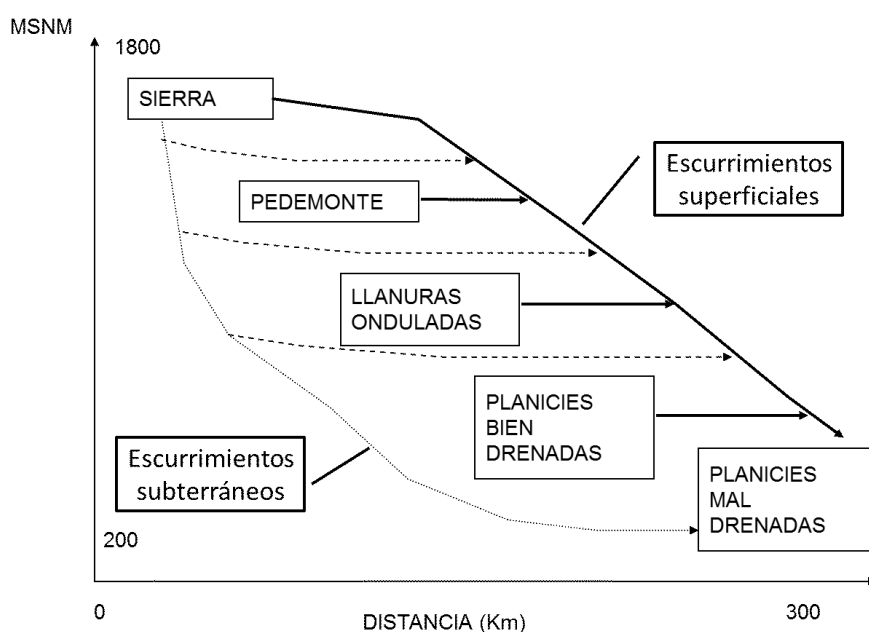 MSNM
1800
SIERRA
Escurrimientos
superficiales
PEDEMONTE
LLANURAS
ONDULADAS
PLANICIES
BIEN
DRENADAS
Escurrimientos
subterráneos
PLANICIES
MAL
DRENADAS
200
0
DISTANCIA (Km)
300